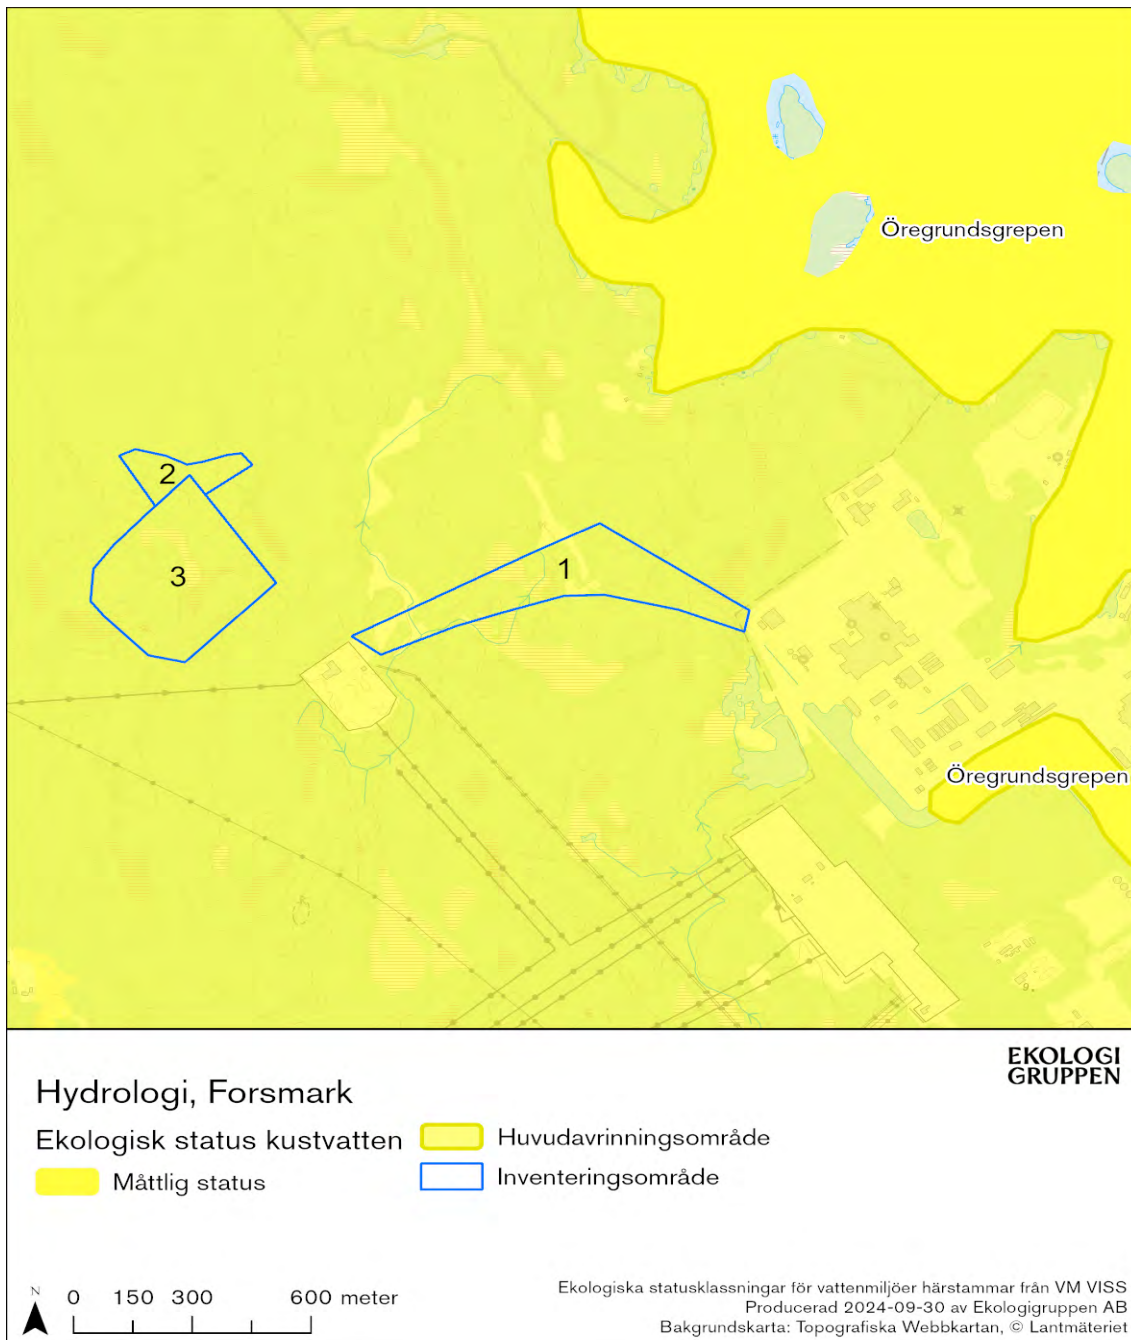 Öregrundsgrepen
2
3
1
Öregrundsgrepen
EKOLOGI
GRUPPEN
Hydrologi, Forsmark
Ekologisk status kustvatten
Måttlig status
Huvudavrinningsområde
Inventeringsområde
N
0 150 300 600 meter
Ekologiska statusklassningar för vattenmiljöer härstammar från VM VISS
Producerad 2024-09-30 av Ekologigruppen AB
Bakgrundskarta: Topografiska Webbkartan, © Lantmäteriet